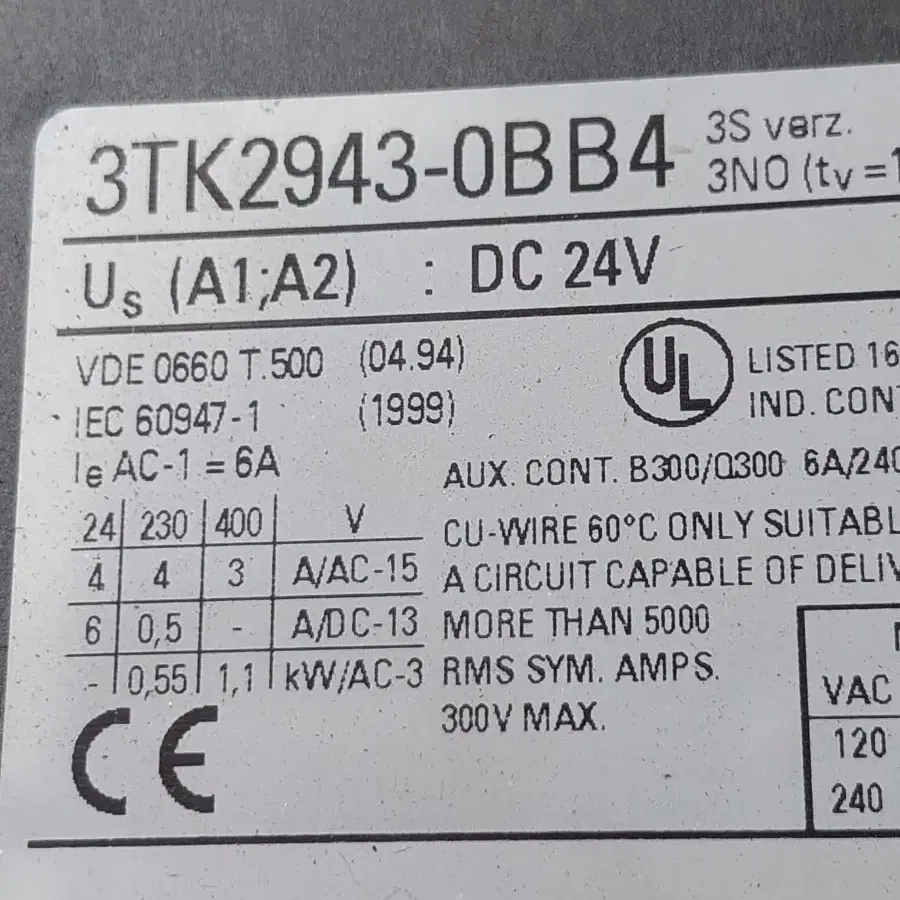 3TK2943-0BB4 3S verz.
3NO (tv =1
Us (A1;A2) : DC 24V
VDE 0660 T.500 (04.94)
IEC 60947-1 (1999)
Ie AC-1 = 6A
24 230 400 V
4 4 3 A/AC-15
6 0,5 - A/DC-13
- 0,55 1,1 kW/AC-3
CE
UL LISTED 16
IND. CON
AUX. CONT. B300/Q300 6A/240
CU-WIRE 60°C ONLY SUITABL
A CIRCUIT CAPABLE OF DELIV
MORE THAN 5000
RMS SYM. AMPS.
300V MAX.
VAC
120
240